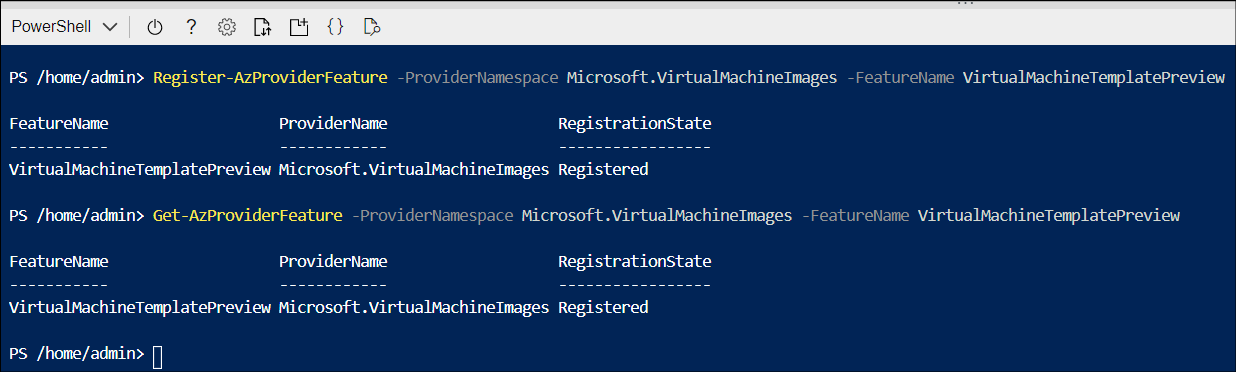 PowerShell
PS /home/admin> Register-AzProviderFeature -ProviderNamespace Microsoft.VirtualMachineImages -FeatureName VirtualMachineTemplatePreview
FeatureName ProviderName RegistrationState
----------- ------------ -----------------
VirtualMachineTemplatePreview Microsoft.VirtualMachineImages Registered
PS /home/admin> Get-AzProviderFeature -ProviderNamespace Microsoft.VirtualMachineImages -FeatureName VirtualMachineTemplatePreview
FeatureName ProviderName RegistrationState
----------- ------------ -----------------
VirtualMachineTemplatePreview Microsoft.VirtualMachineImages Registered
PS /home/admin>